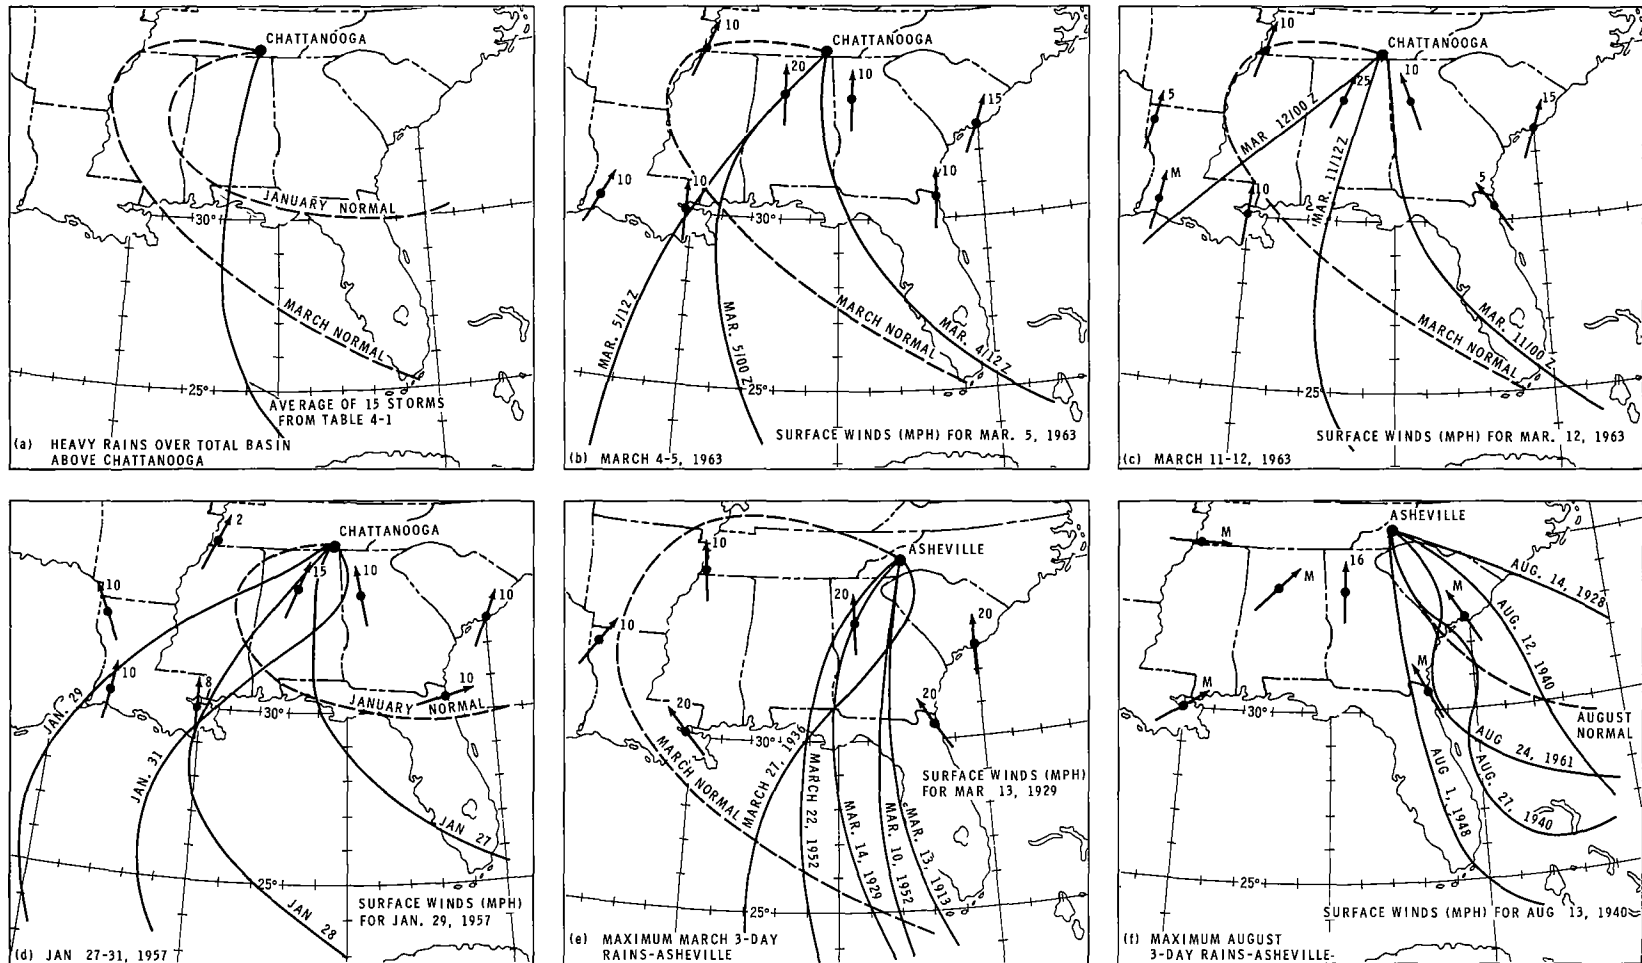 CHATTANOOGA
JANUARY NORMAL
30°
MARCH NORMAL
25°
AVERAGE OF 15 STORMS
FROM TABLE 4-1
(a) HEAVY RAINS OVER TOTAL BASIN
ABOVE CHATTANOOGA
10
CHATTANOOGA
20
10
15
10
10
10
30°
MAR. 5/12 Z
MAR. 5/00 Z
MARCH NORMAL
MAR. 4/12 Z
25°
SURFACE WINDS (MPH) FOR MAR. 5, 1963
(b) MARCH 4-5, 1963
10
CHATTANOOGA
25
10
5
15
MAR 12/00 Z
MAR. 11/12 Z
M
10
5
30°
MARCH NORMAL
MAR. 11/00 Z
25°
SURFACE WINDS (MPH) FOR MAR. 12, 1963
(c) MARCH 11-12, 1963
2
CHATTANOOGA
15
10
10
10
10
8
10
JAN. 29
JANUARY NORMAL
30°
JAN. 31
JAN 27
25°
JAN 28
SURFACE WINDS (MPH)
FOR JAN. 29, 1957
(d) JAN 27-31, 1957
10
ASHEVILLE
20
10
20
20
20
30°
MARCH NORMAL
MARCH 27, 1936
MARCH 22, 1952
MAR. 14, 1929
MAR. 10, 1952
MAR. 13, 1913
SURFACE WINDS (MPH)
FOR MAR. 13, 1929
25°
(e) MAXIMUM MARCH 3-DAY
RAINS-ASHEVILLE
ASHEVILLE
M
M
16
M
AUG. 14, 1928
AUG. 12, 1940
M
M
30°
AUGUST
NORMAL
AUG 24, 1961
AUG. 27, 1940
AUG 1, 1948
25°
SURFACE WINDS (MPH) FOR AUG 13, 1940
(f) MAXIMUM AUGUST
3-DAY RAINS-ASHEVILLE